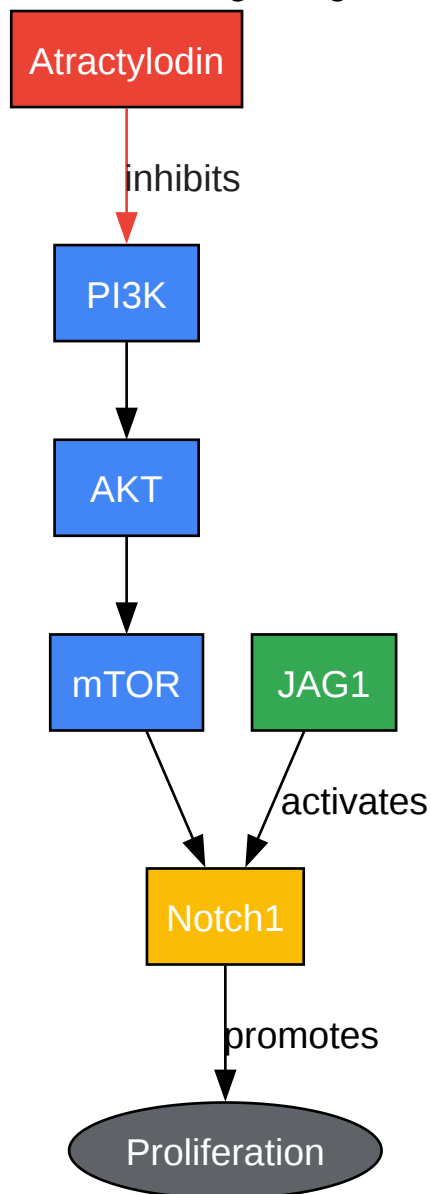 Atractylodin
inhibits
PI3K
AKT
mTOR
JAG1
activates
Notch1
promotes
Proliferation